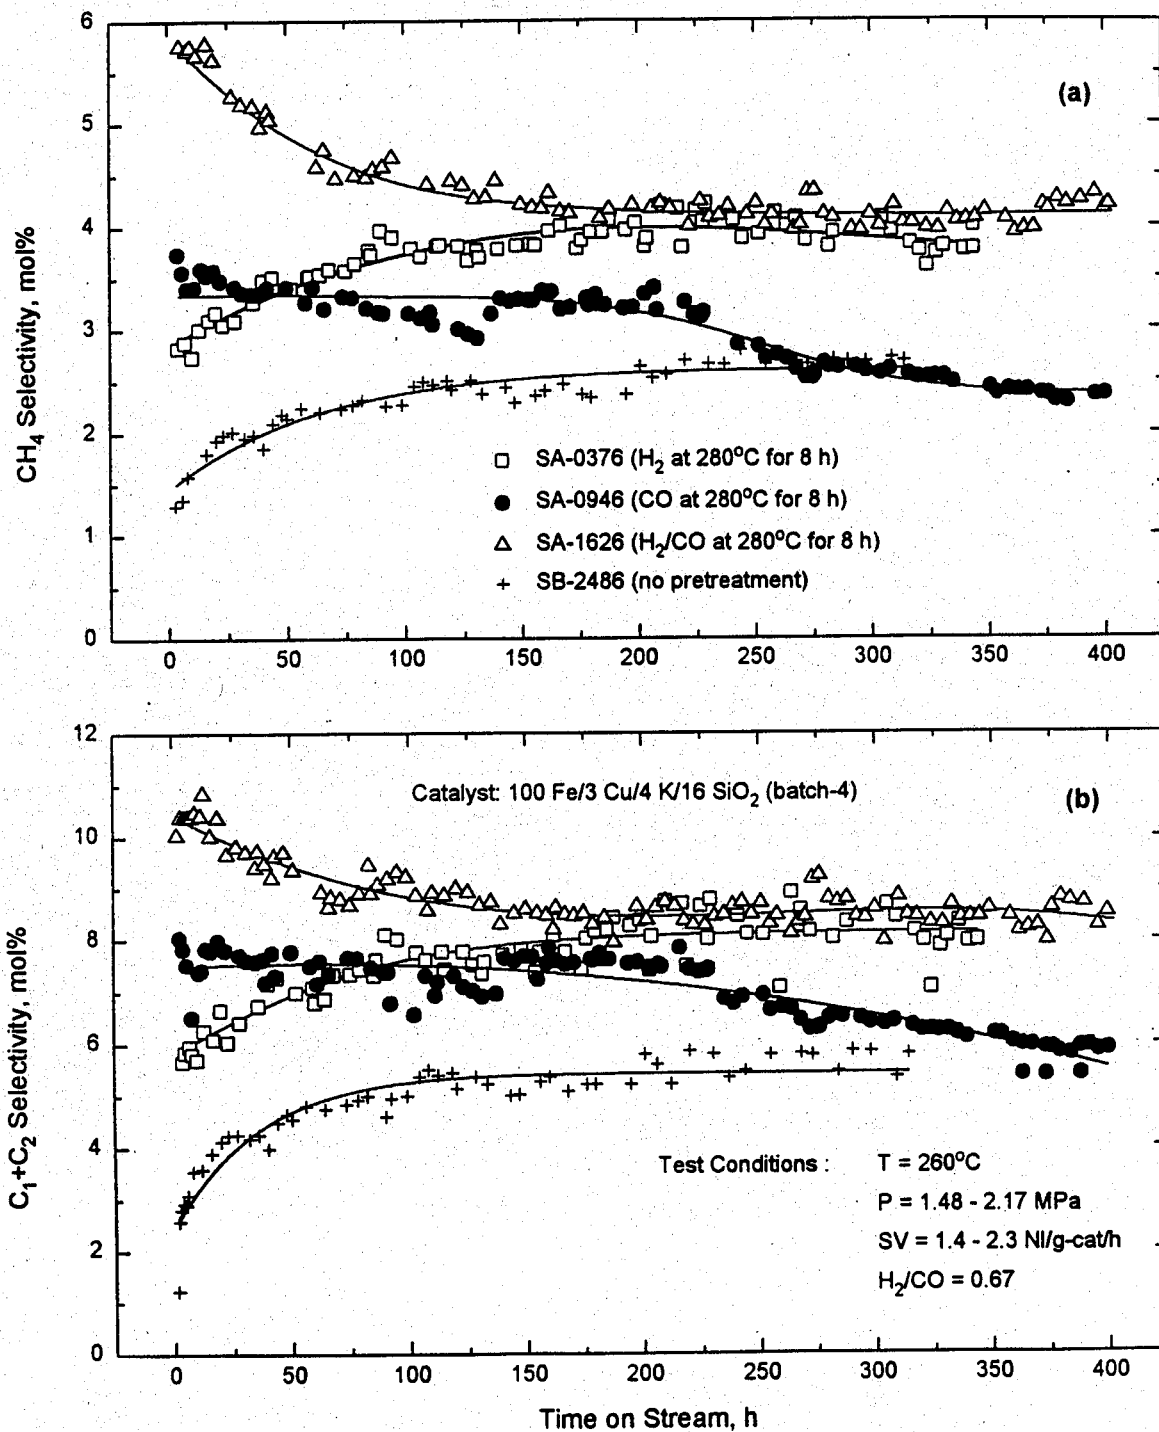 6
5
4
3
2
1
0
CH4 Selectivity, mol%
(a)
SA-0376 (H2 at 280°C for 8 h)
SA-0946 (CO at 280°C for 8 h)
SA-1626 (H2/CO at 280°C for 8 h)
SB-2486 (no pretreatment)
0 50 100 150 200 250 300 350 400
12
10
8
6
4
2
0
C1+C2 Selectivity, mol%
Catalyst: 100 Fe/3 Cu/4 K/16 SiO2 (batch-4)
(b)
Test Conditions : T = 260°C
P = 1.48 - 2.17 MPa
SV = 1.4 - 2.3 Nl/g-cat/h
H2/CO = 0.67
0 50 100 150 200 250 300 350 400
Time on Stream, h